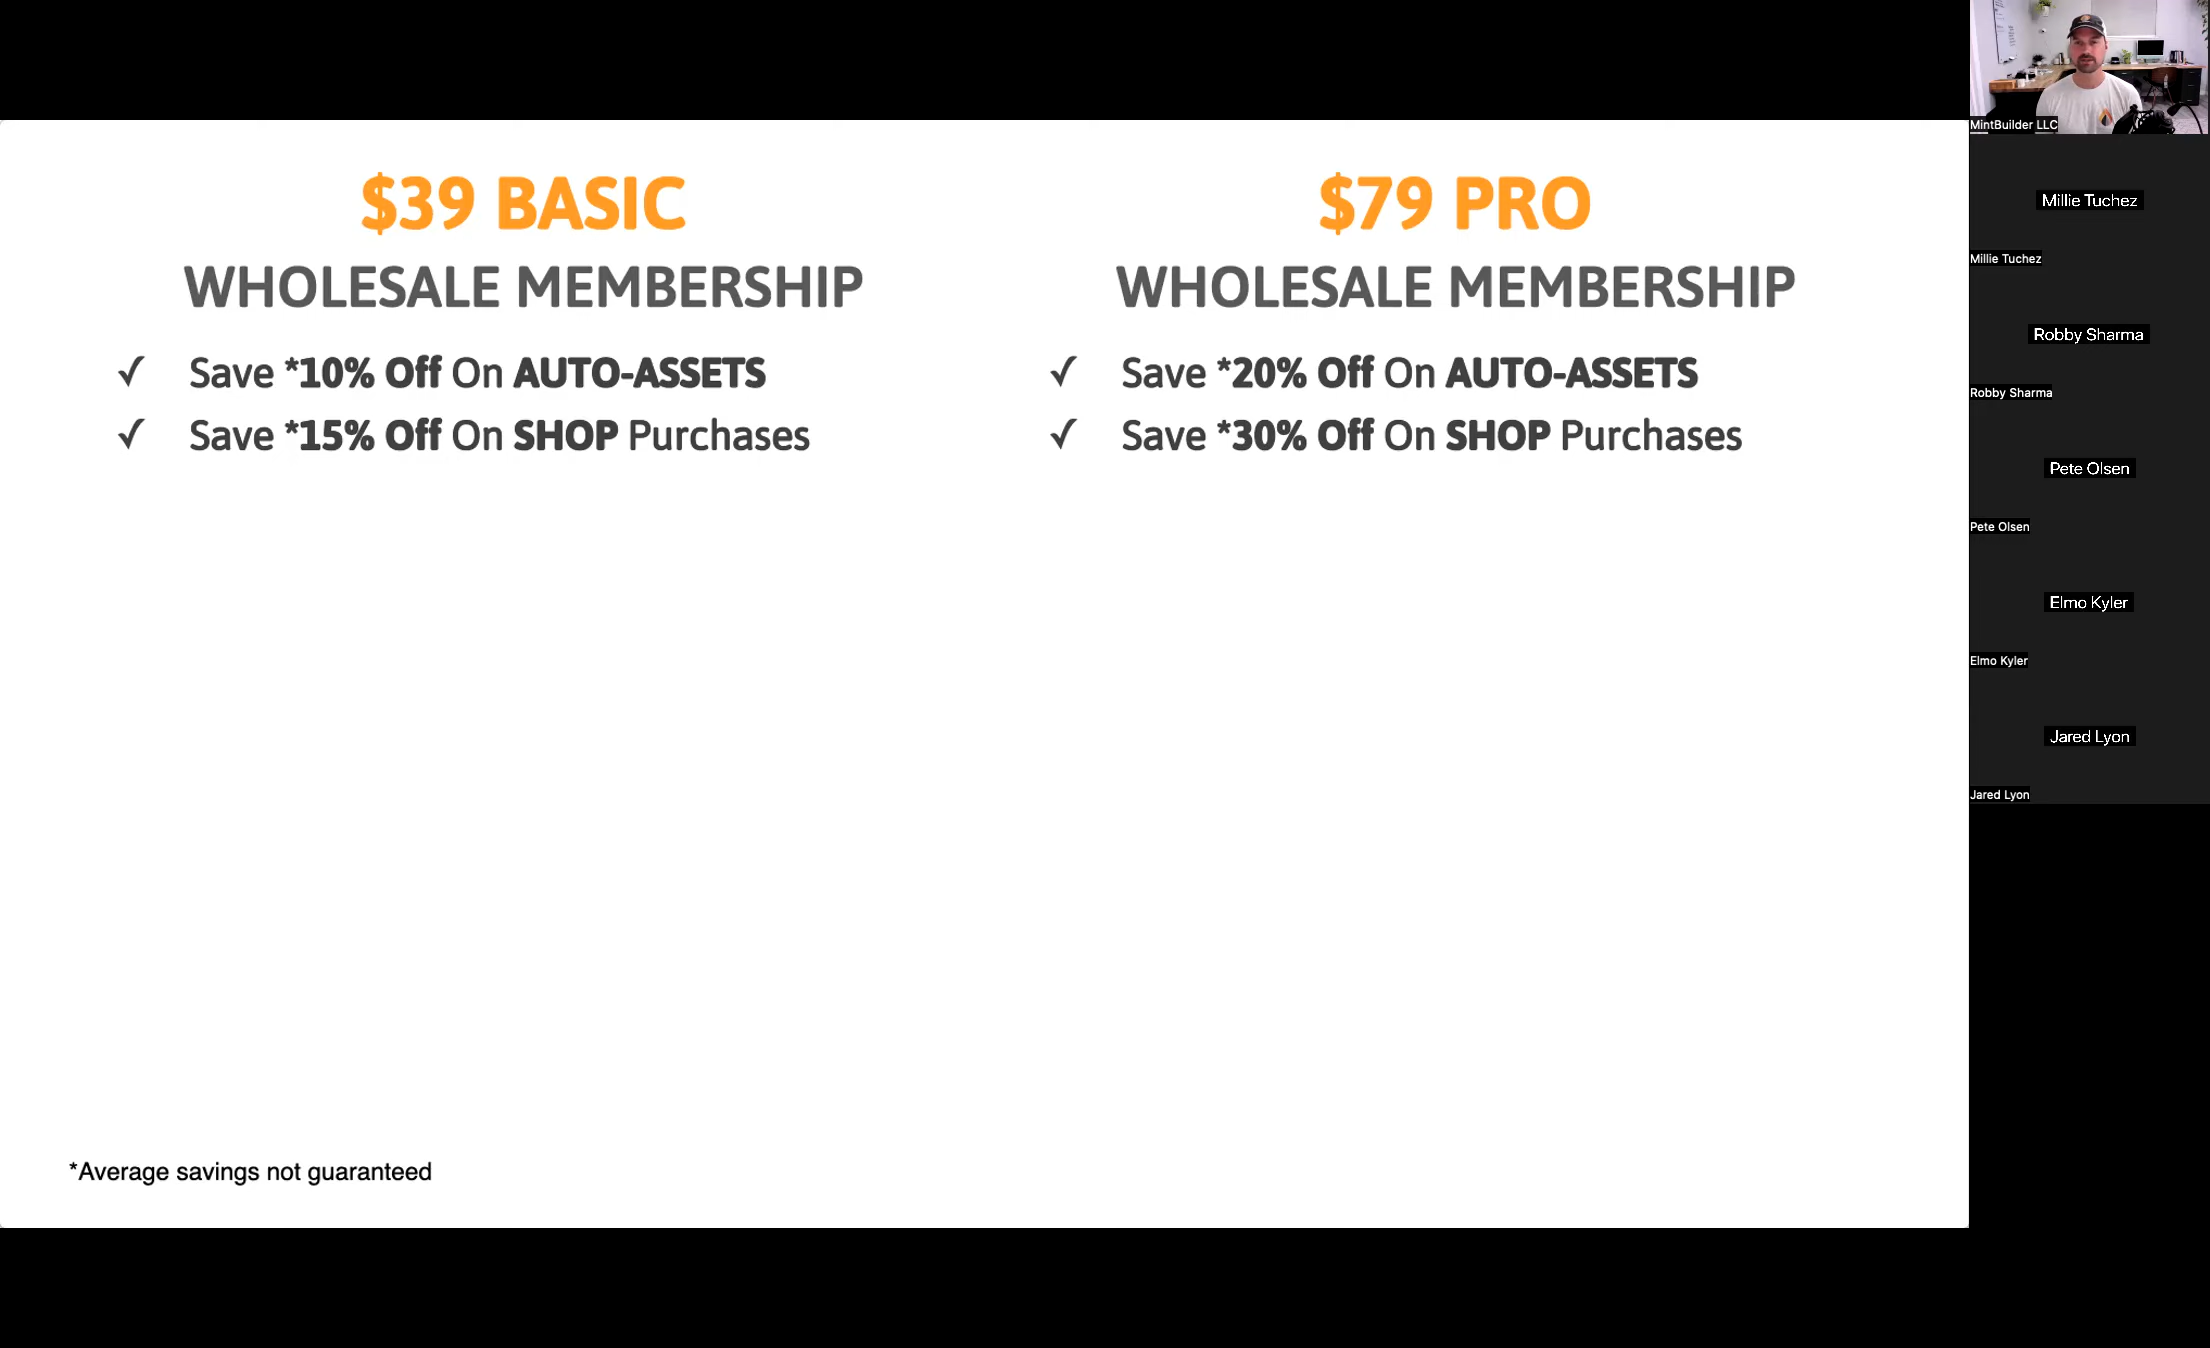 $39 BASIC
WHOLESALE MEMBERSHIP
✓ Save *10% Off On AUTO-ASSETS
✓ Save *15% Off On SHOP Purchases
$79 PRO
WHOLESALE MEMBERSHIP
✓ Save *20% Off On AUTO-ASSETS
✓ Save *30% Off On SHOP Purchases
*Average savings not guaranteed
MintBuilder LLC
Millie Tuchez
Millie Tuchez
Robby Sharma
Robby Sharma
Pete Olsen
Pete Olsen
Elmo Kyler
Elmo Kyler
Jared Lyon
Jared Lyon